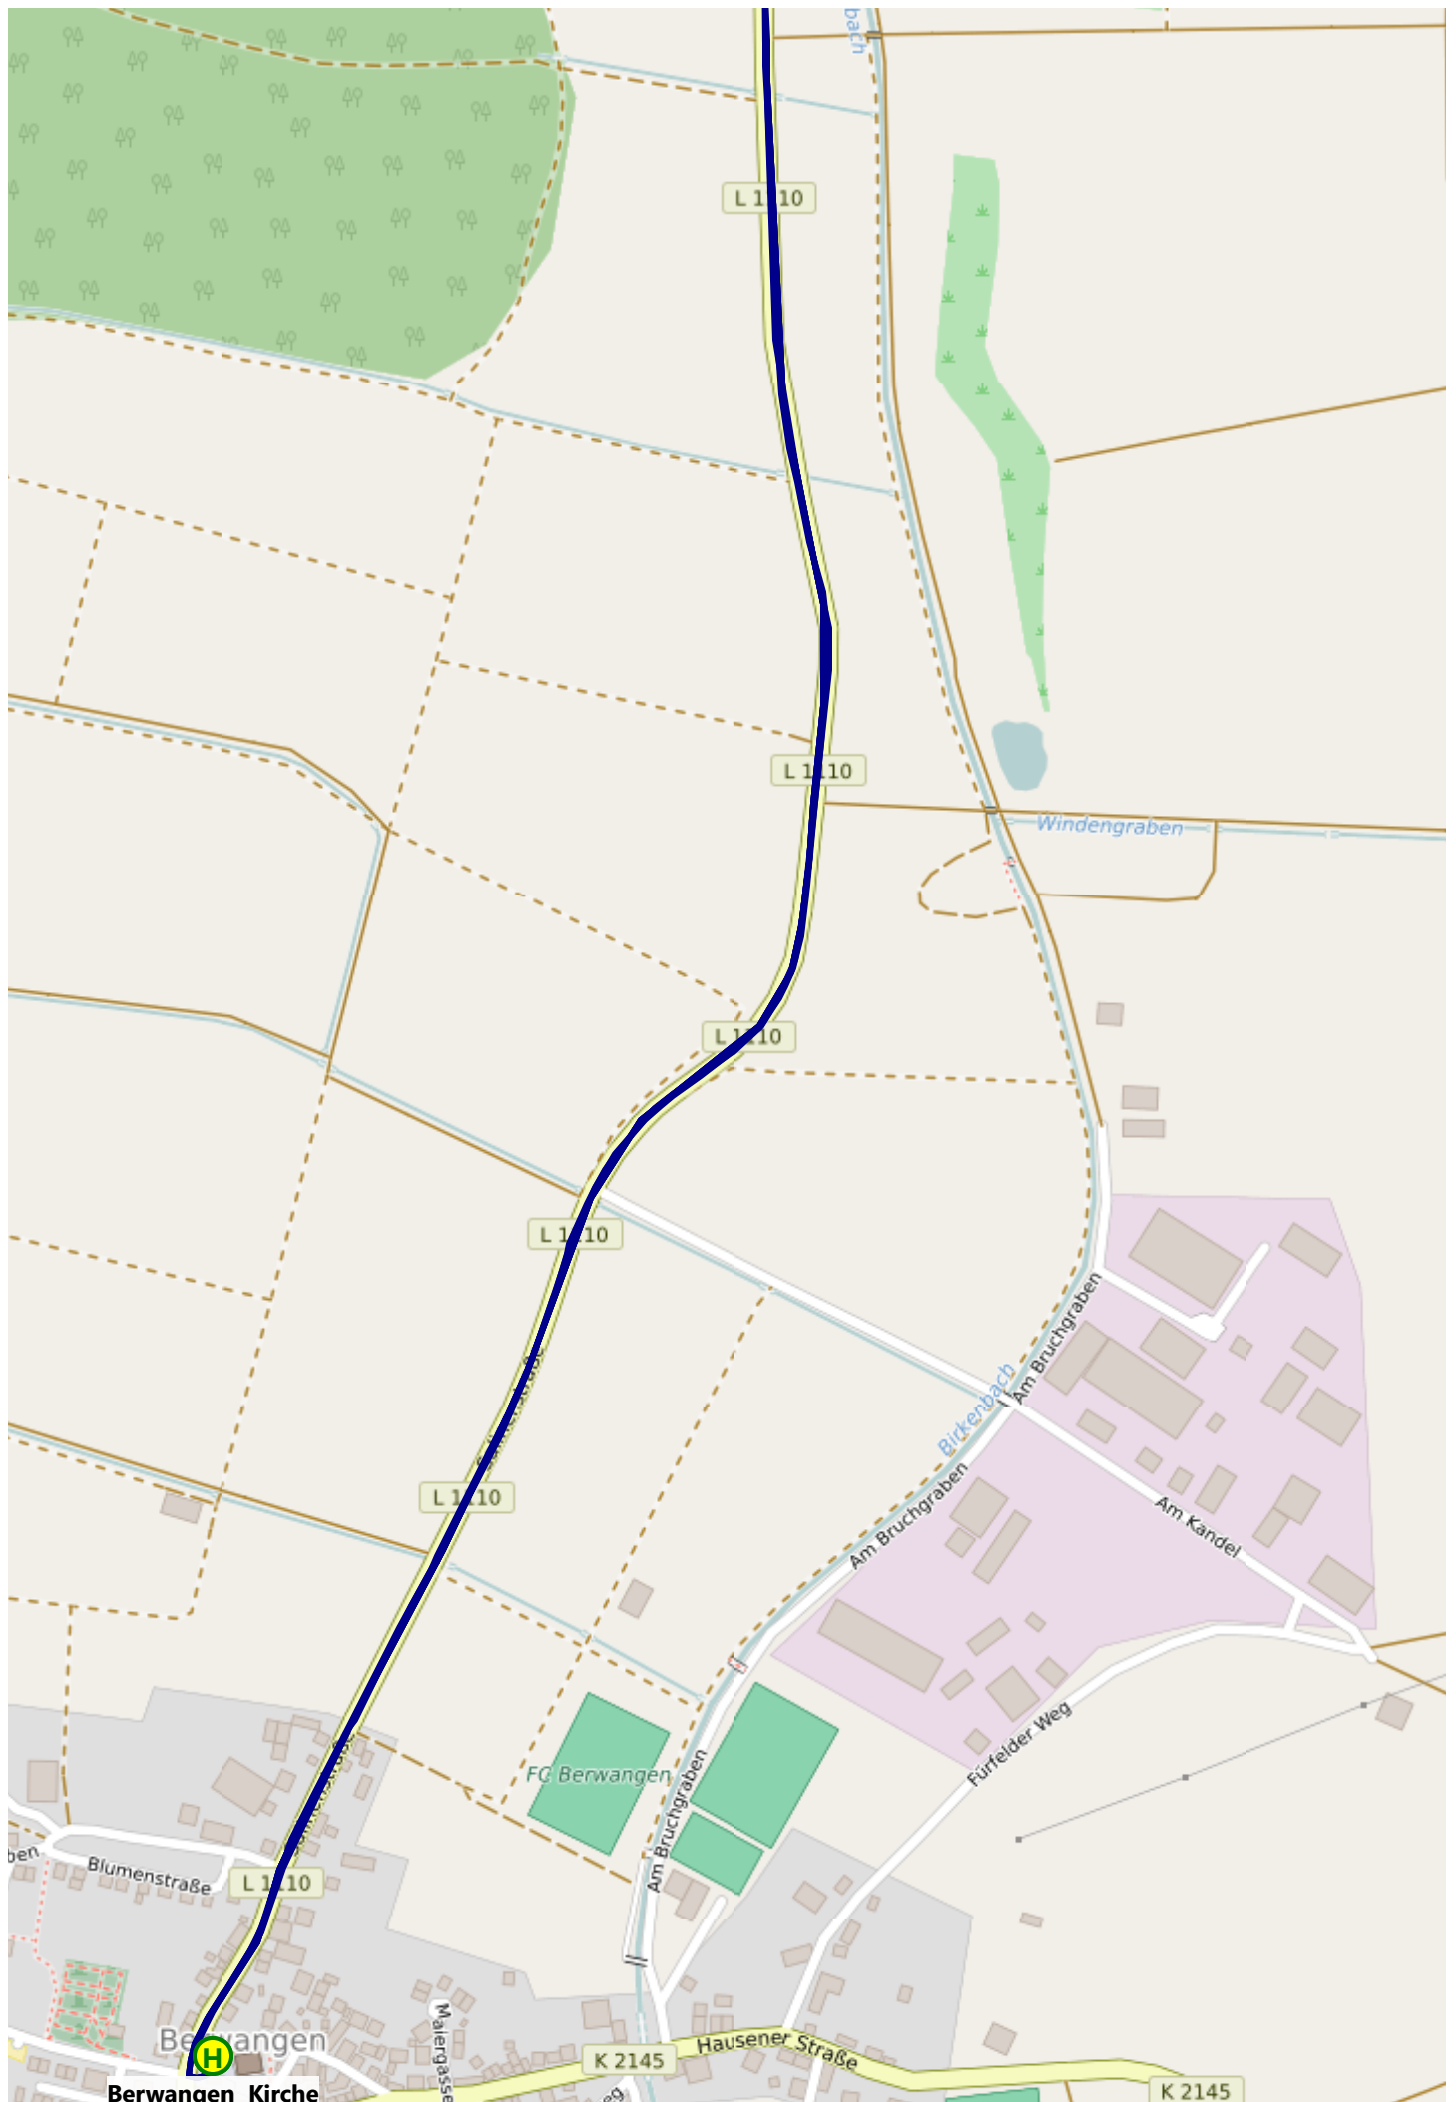 bach
L 1110
L 1110
Windengraben
L 1110
L 1110
Am Bruchgraben
Birkenbach
L 1110
Am Bruchgraben
Am Kandel
Fürfelder Weg
FC Berwangen
Am Bruchgraben
Blumenstraße
L 1110
Berwangen
H
Maiergasse
Hausener Straße
K 2145
K 2145
Berwangen Kirche